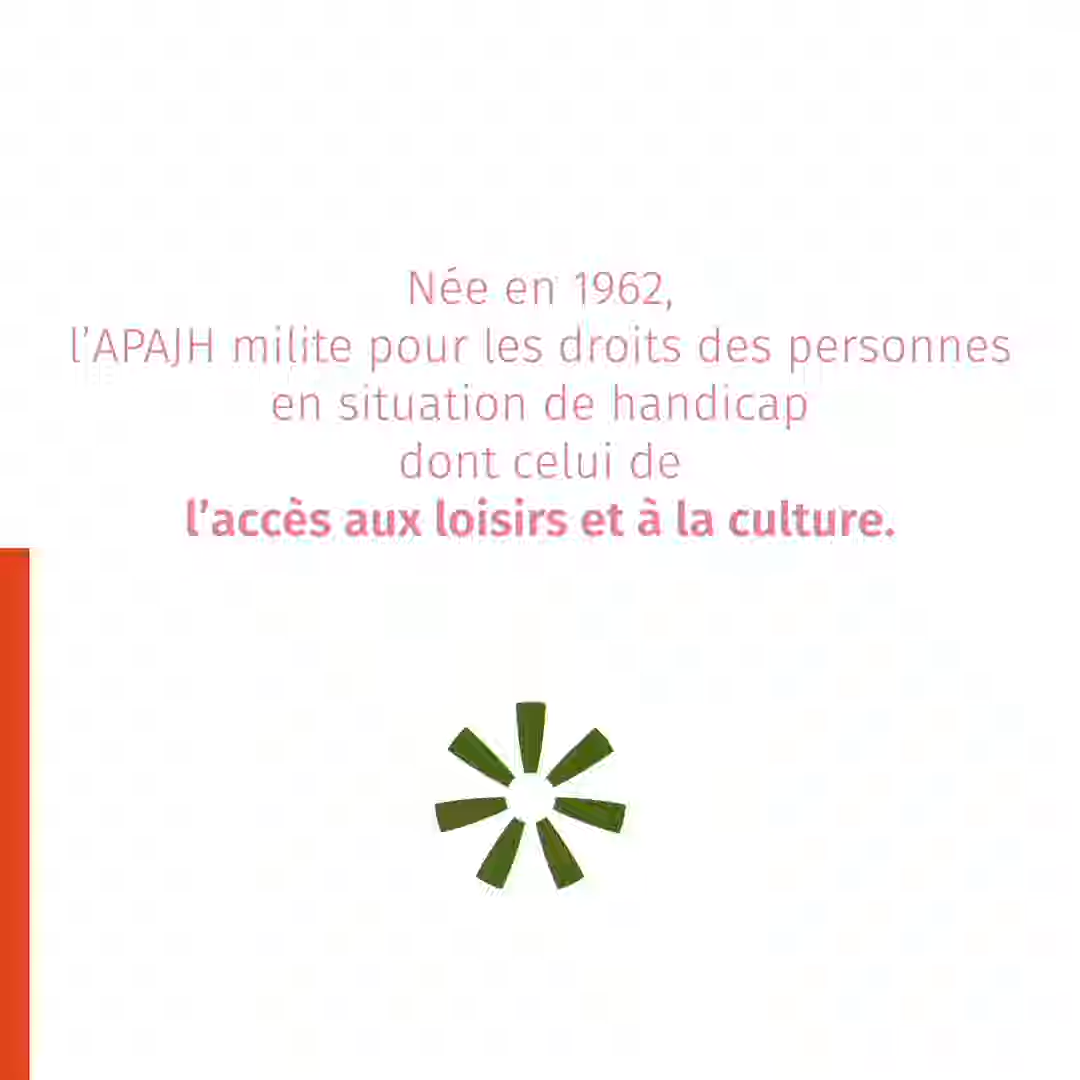 Née en 1962,
l'APAJH milite pour les droits des personnes
en situation de handicap
dont celui de
l'accès aux loisirs et à la culture.